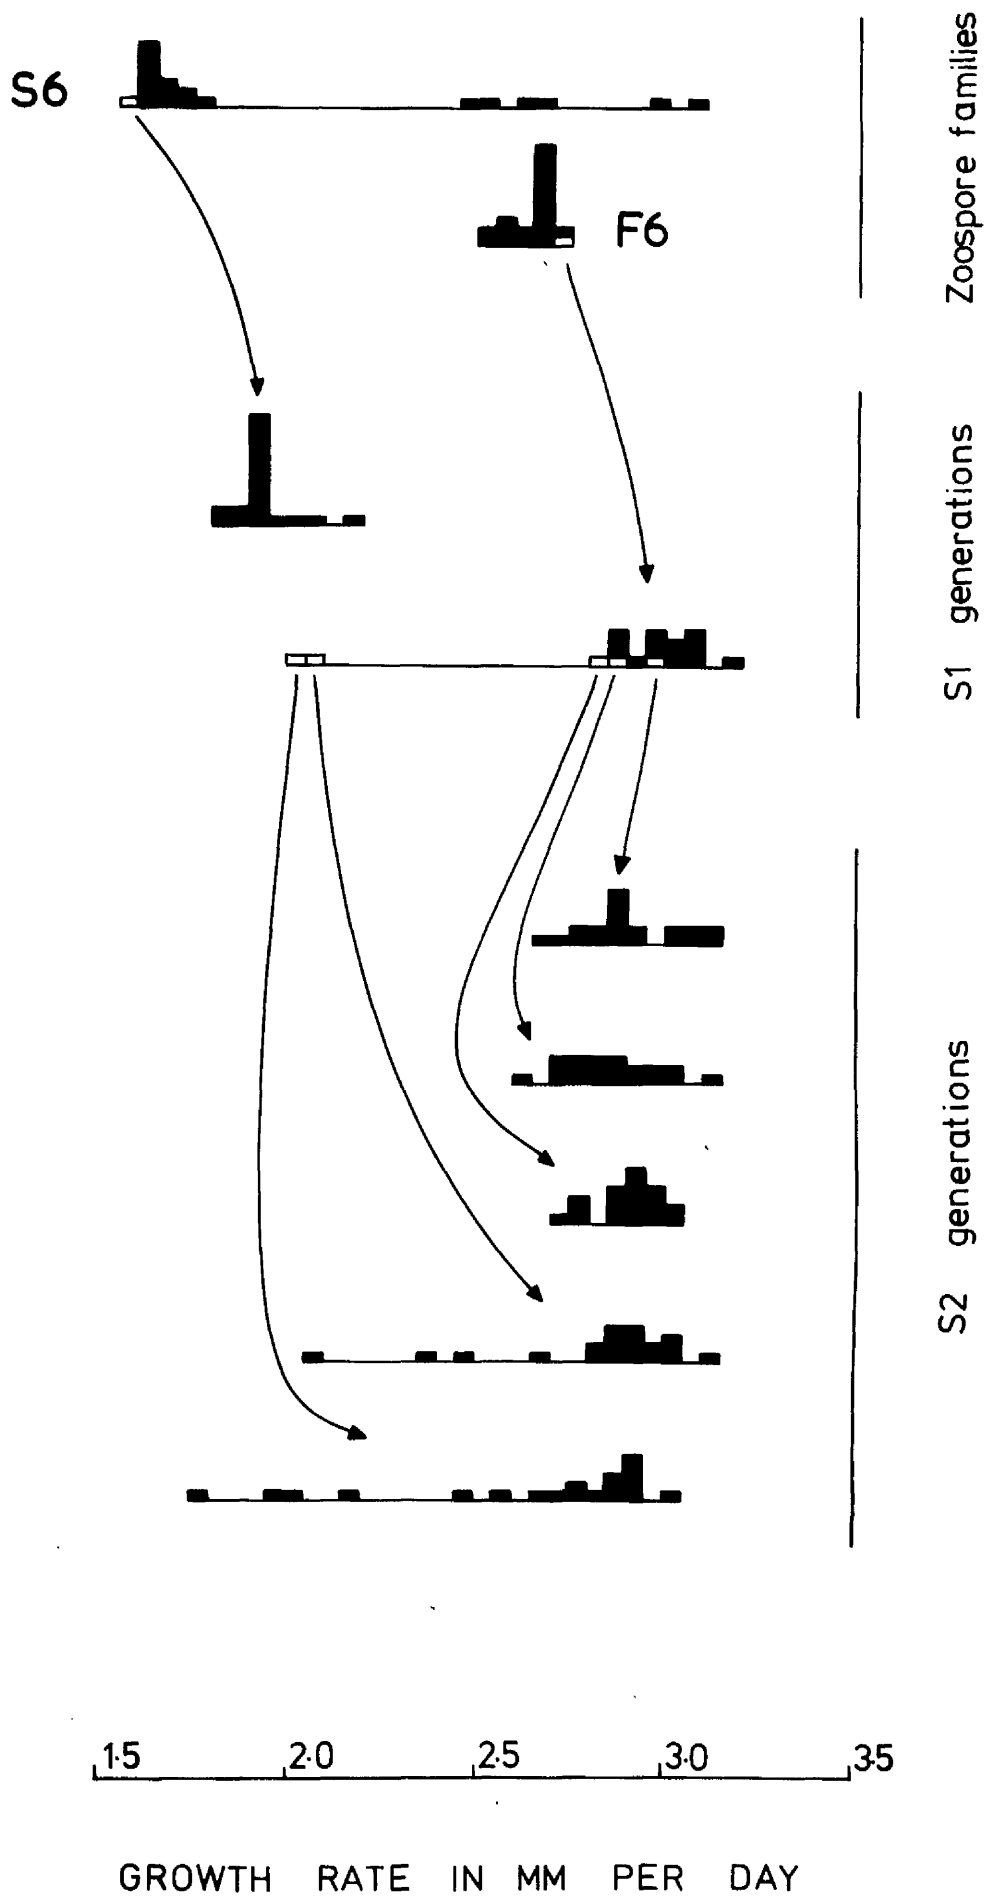 S6
Zoospore families
F6
S1 generations
S2 generations
1·5 2·0 2·5 3·0 3·5
GROWTH RATE IN MM PER DAY